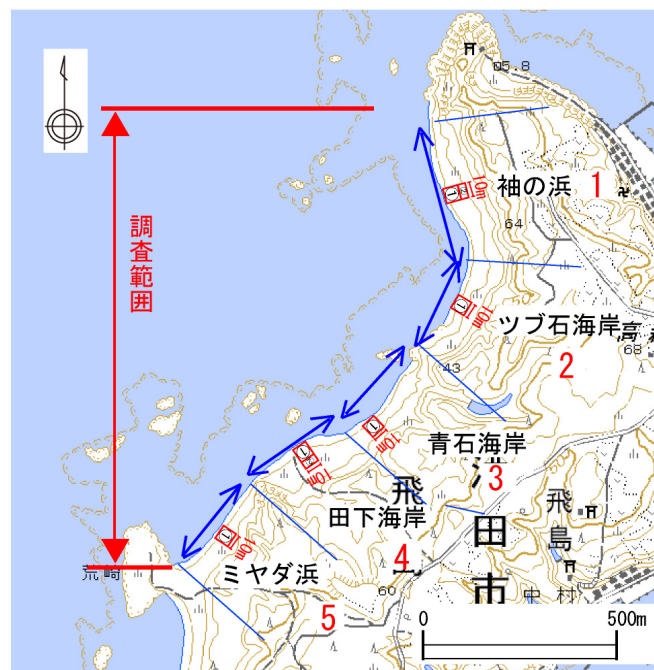 5.8
調査範囲
10m
袖の浜
1
64
10m
ツブ石海岸
高
68
2
43
10m
青石海岸
3
10m
飛
田下海岸
4
田
市
飛島
10m
ミヤダ浜
荒崎
60
中村
5
0
500m